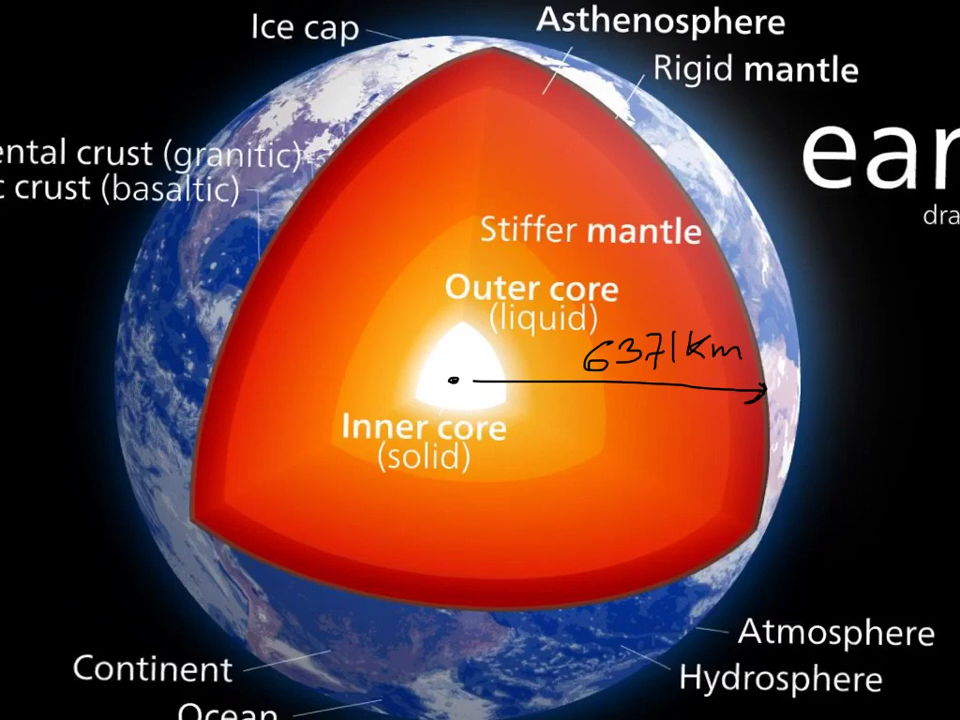 Ice cap
Asthenosphere
Rigid mantle
ental crust (granitic)
c crust (basaltic)
ear
dra
Stiffer mantle
Outer core
(liquid)
6371 Km
Inner core
(solid)
Atmosphere
Hydrosphere
Continent
Ocean